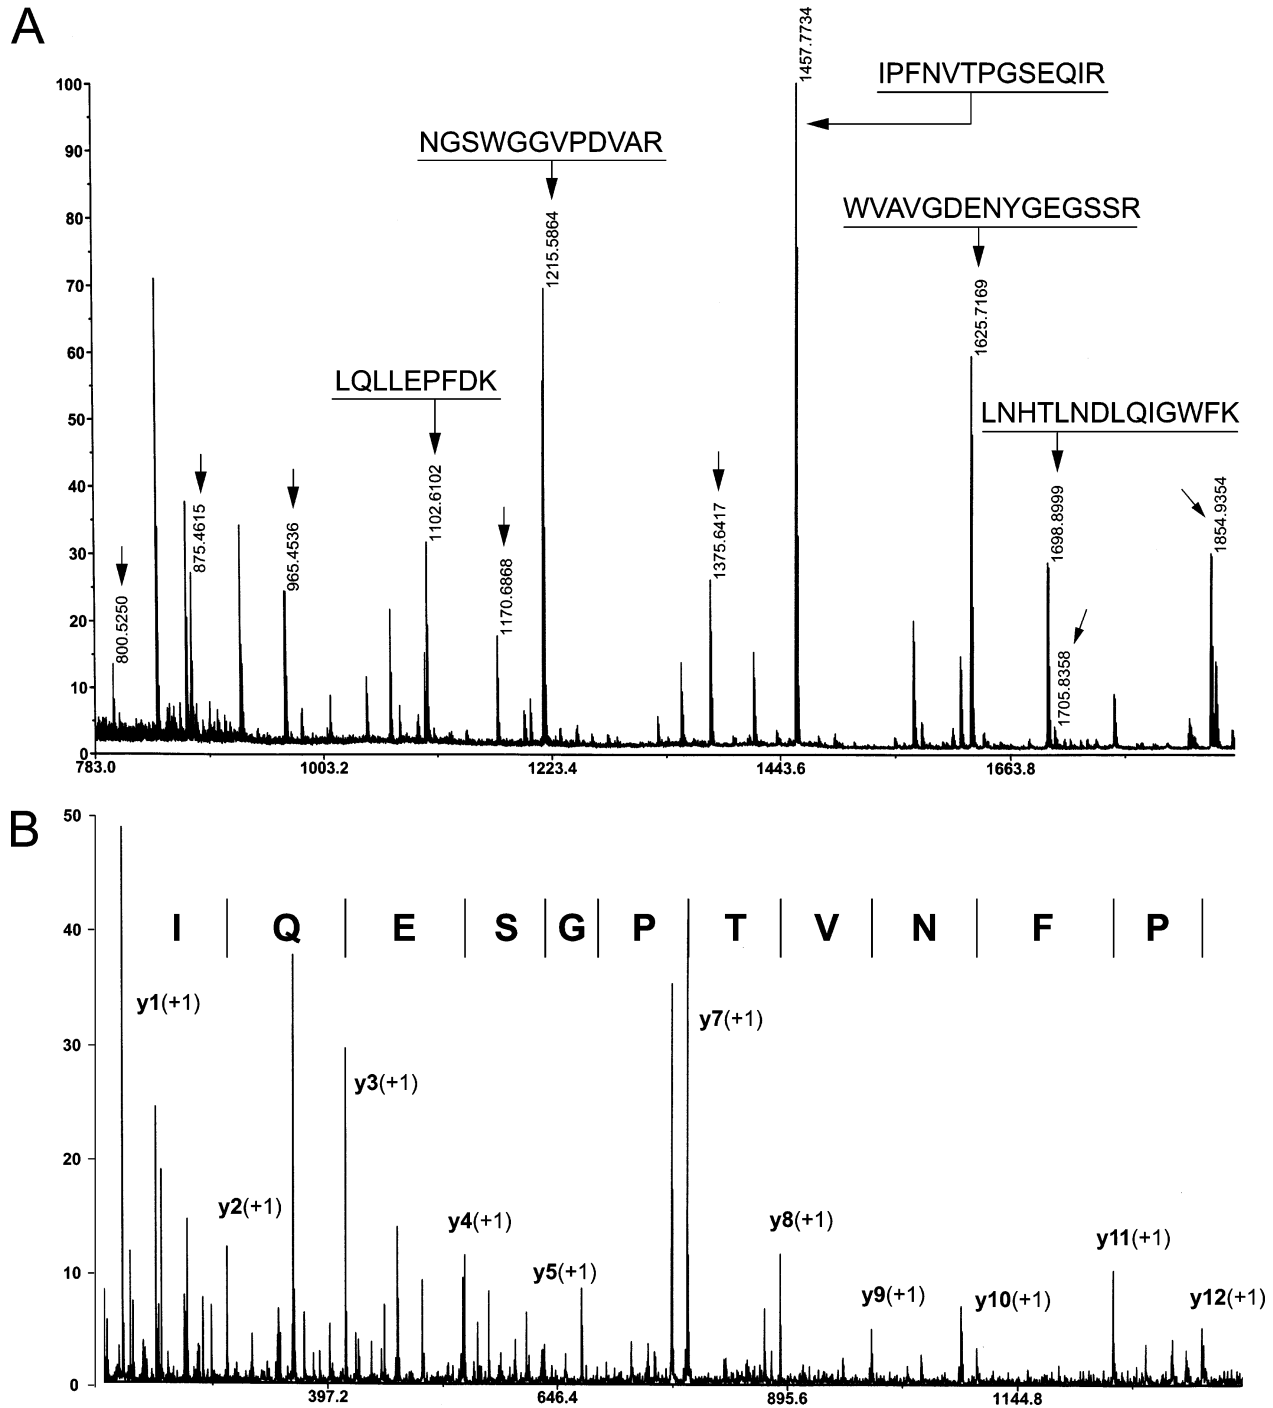 A
1457.7734
IPFNVTPGSEQIR
100
NGSWGGVPDVAR
90
WVAVGDENYGEGSSR
80
1215.5864
70
1625.7169
60
LQLLEPFDK
LNHTLNDLQIGWFK
50
1102.6102
1375.6417
1698.8999
1854.9354
40
875.4615
965.4536
1170.6868
30
800.5250
1705.8358
20
10
0
783.0 1003.2 1223.4 1443.6 1663.8
B
50
40
I Q E S G P T V N F P
y1(+1)
y7(+1)
30
y3(+1)
20
y2(+1)
y4(+1)
y8(+1)
y11(+1)
10
y5(+1)
y9(+1)
y10(+1)
y12(+1)
0
397.2 646.4 895.6 1144.8